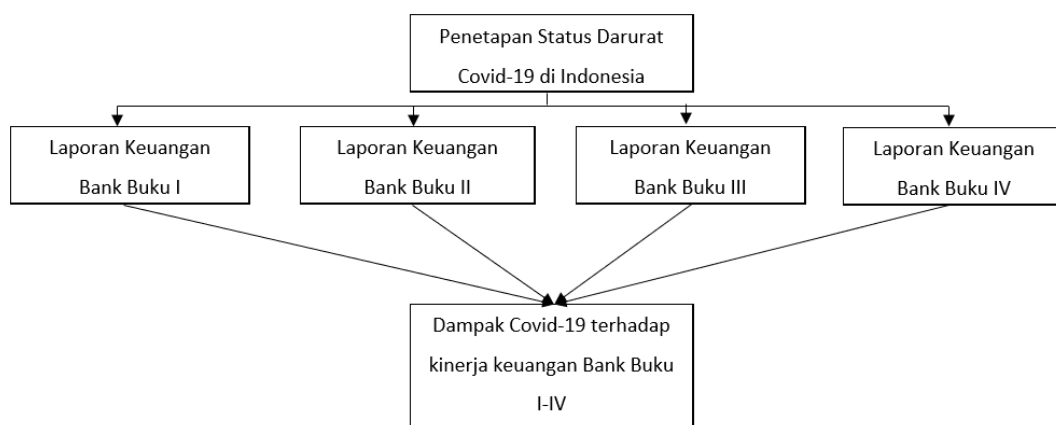 Penetapan Status Darurat
Covid-19 di Indonesia
Laporan Keuangan
Bank Buku I
Laporan Keuangan
Bank Buku II
Laporan Keuangan
Bank Buku III
Laporan Keuangan
Bank Buku IV
Dampak Covid-19 terhadap
kinerja keuangan Bank Buku
I-IV